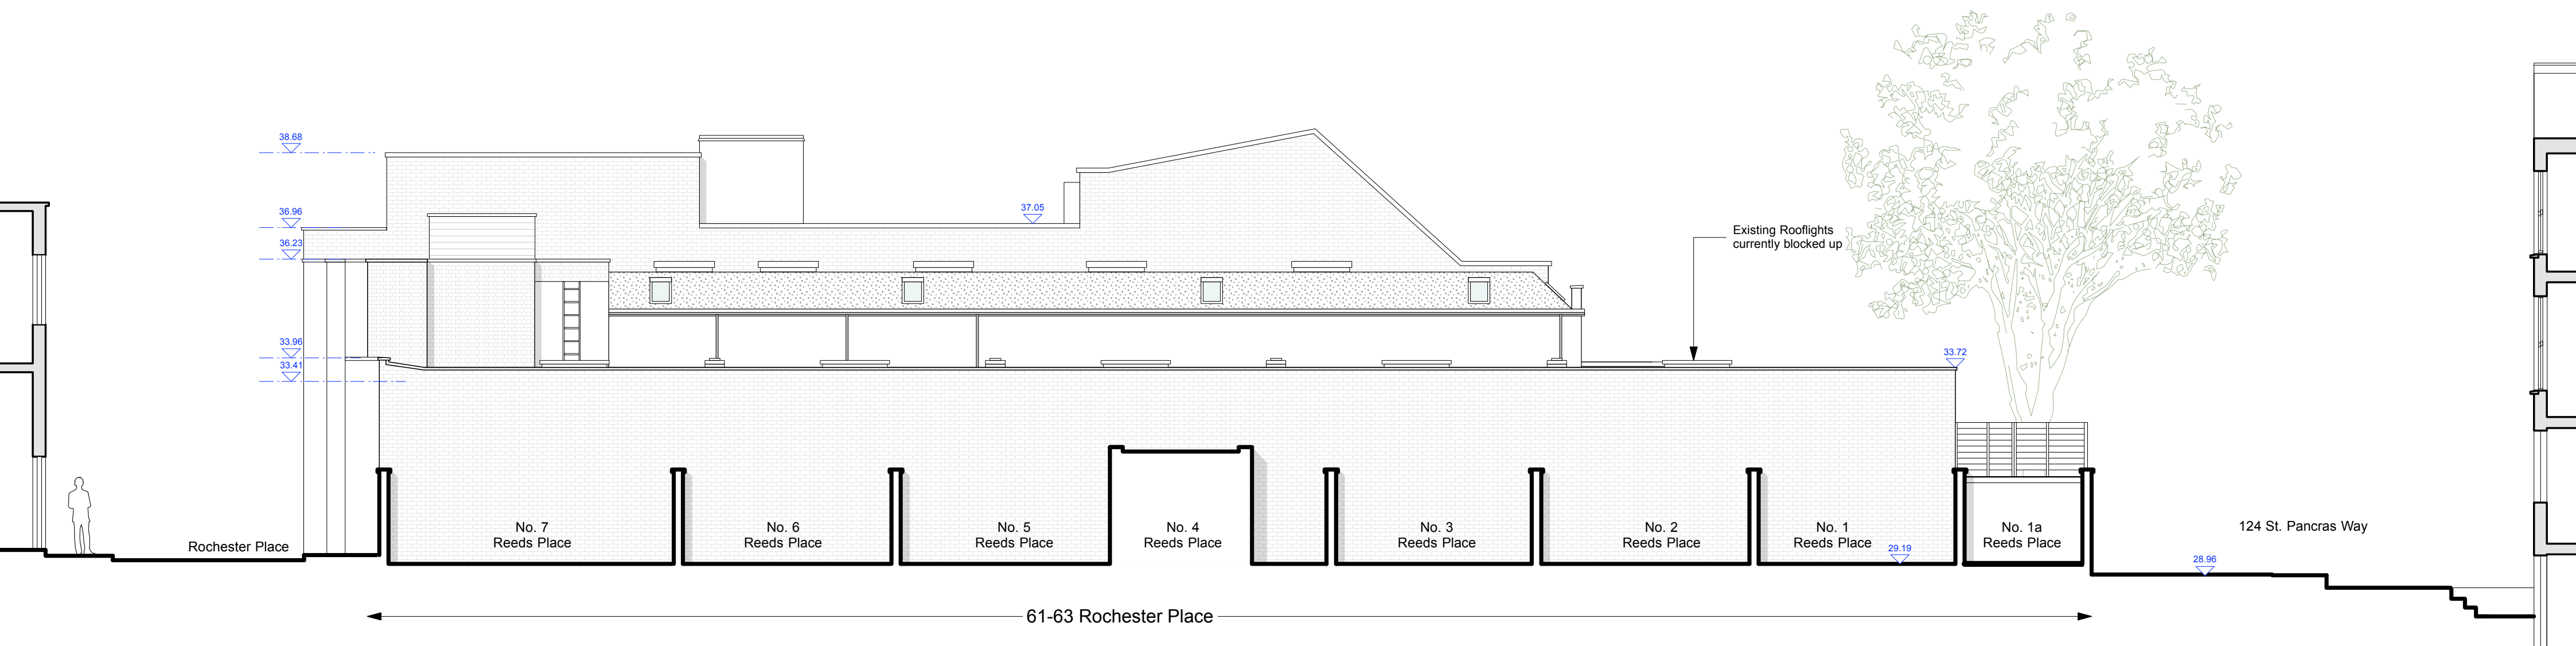 38.68
36.96
37.05
36.23
Existing Rooflights
currently blocked up
33.96
33.72
33.41
No. 7
Reeds Place
No. 6
Reeds Place
No. 5
Reeds Place
No. 4
Reeds Place
No. 3
Reeds Place
No. 2
Reeds Place
No. 1
Reeds Place
No. 1a
Reeds Place
124 St. Pancras Way
Rochester Place
29.19
28.96
61-63 Rochester Place